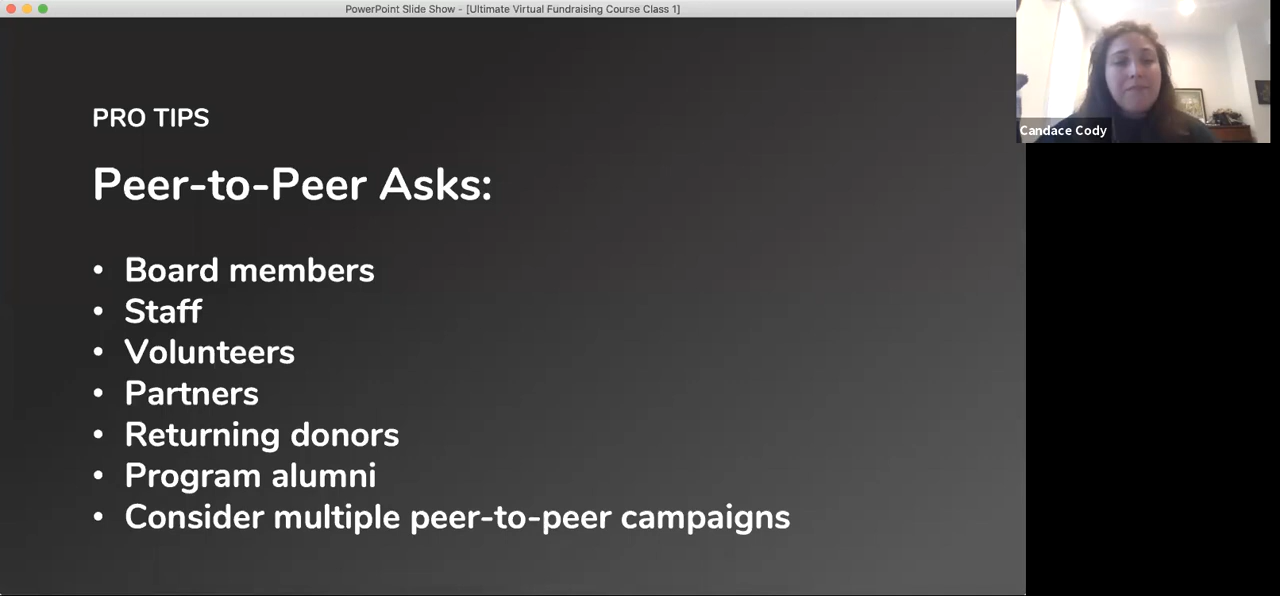 PowerPoint Slide Show - [Ultimate Virtual Fundraising Course Class 1]
PRO TIPS
Peer-to-Peer Asks:
• Board members
• Staff
• Volunteers
• Partners
• Returning donors
• Program alumni
• Consider multiple peer-to-peer campaigns
Candace Cody